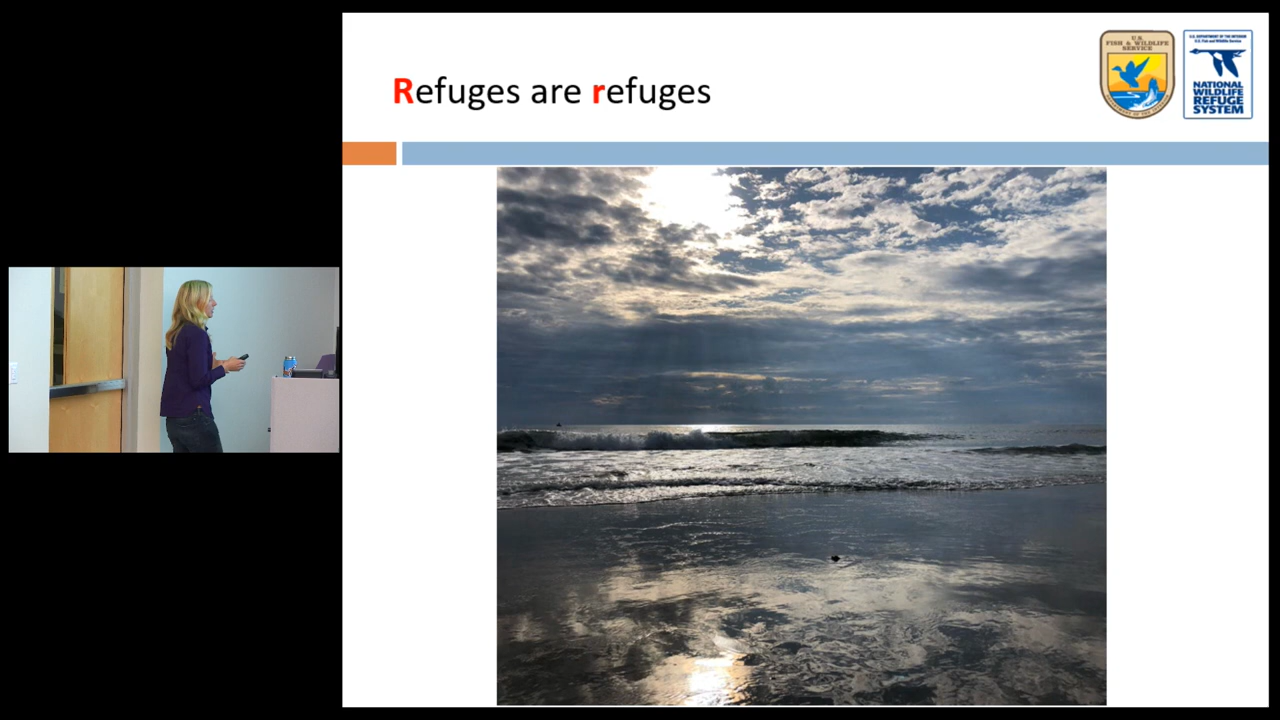 Refuges are refuges
U.S.
FISH & WILDLIFE
SERVICE
U.S. DEPARTMENT OF THE INTERIOR
U.S. Fish and Wildlife Service
NATIONAL
WILDLIFE
REFUGE
SYSTEM